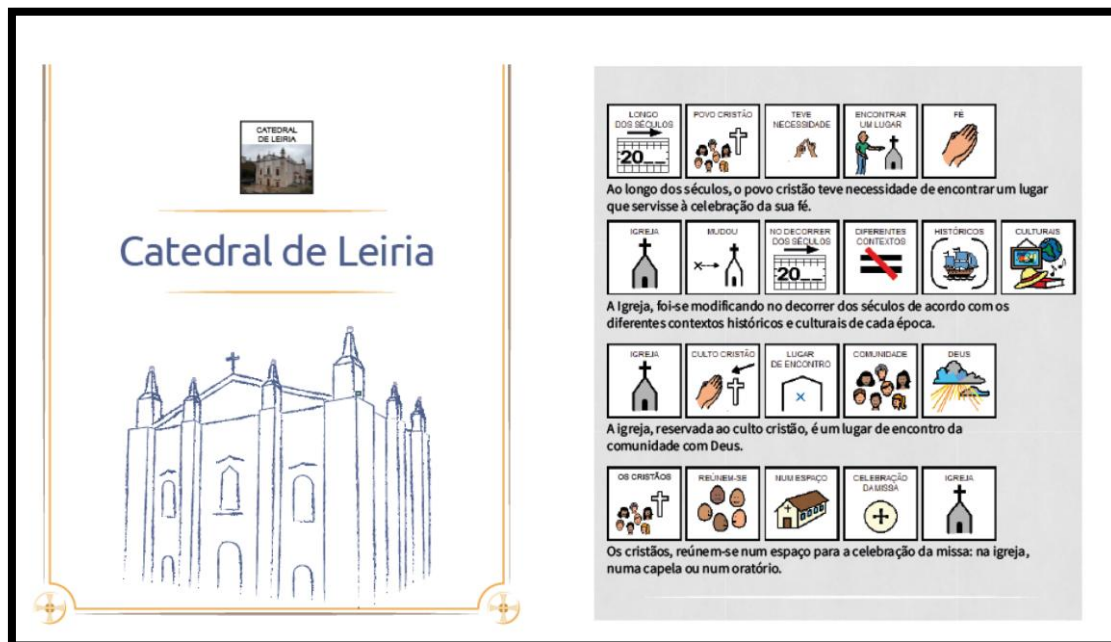 CATEDRAL
DE LEIRIA
Catedral de Leiria
LONGO
DOS SÉCULOS
20__
POVO CRISTÃO
TEVE
NECESSIDADE
ENCONTRAR
UM LUGAR
FÉ
Ao longo dos séculos, o povo cristão teve necessidade de encontrar um lugar
que servisse à celebração da sua fé.
IGREJA
MUDOU
NO DECORRER
DOS SÉCULOS
20__
DIFERENTES
CONTEXTOS
HISTÓRICOS
CULTURAIS
A Igreja, foi-se modificando no decorrer dos séculos de acordo com os
diferentes contextos históricos e culturais de cada época.
IGREJA
CULTO CRISTÃO
LUGAR
DE ENCONTRO
COMUNIDADE
DEUS
A igreja, reservada ao culto cristão, é um lugar de encontro da
comunidade com Deus.
OS CRISTÃOS
REÚNEM-SE
NUM ESPAÇO
CELEBRAÇÃO
DA MISSA
IGREJA
Os cristãos, reúnem-se num espaço para a celebração da missa: na igreja,
numa capela ou num oratório.